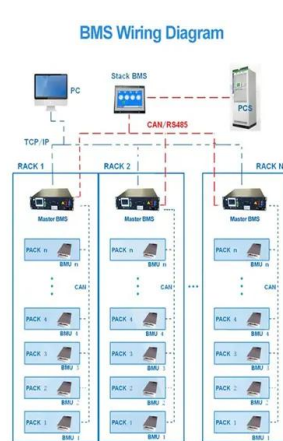 BMS Wiring Diagram
Stack BMS
PC
PCS
CAN/RS485
TCP/IP
RACK 1 RACK 2 RACK N
Master BMS Master BMS Master BMS
PACK n PACK n PACK n
BMU n BMU n BMU n
CAN CAN CAN
PACK 4 PACK 4 PACK 4
BMU 4 BMU 4 BMU 4
PACK 3 PACK 3 PACK 3
BMU 3 BMU 3 BMU 3
PACK 2 PACK 2 PACK 2
BMU 2 BMU 2 BMU 2
PACK 1 PACK 1 PACK 1
BMU 1 BMU 1 BMU 1